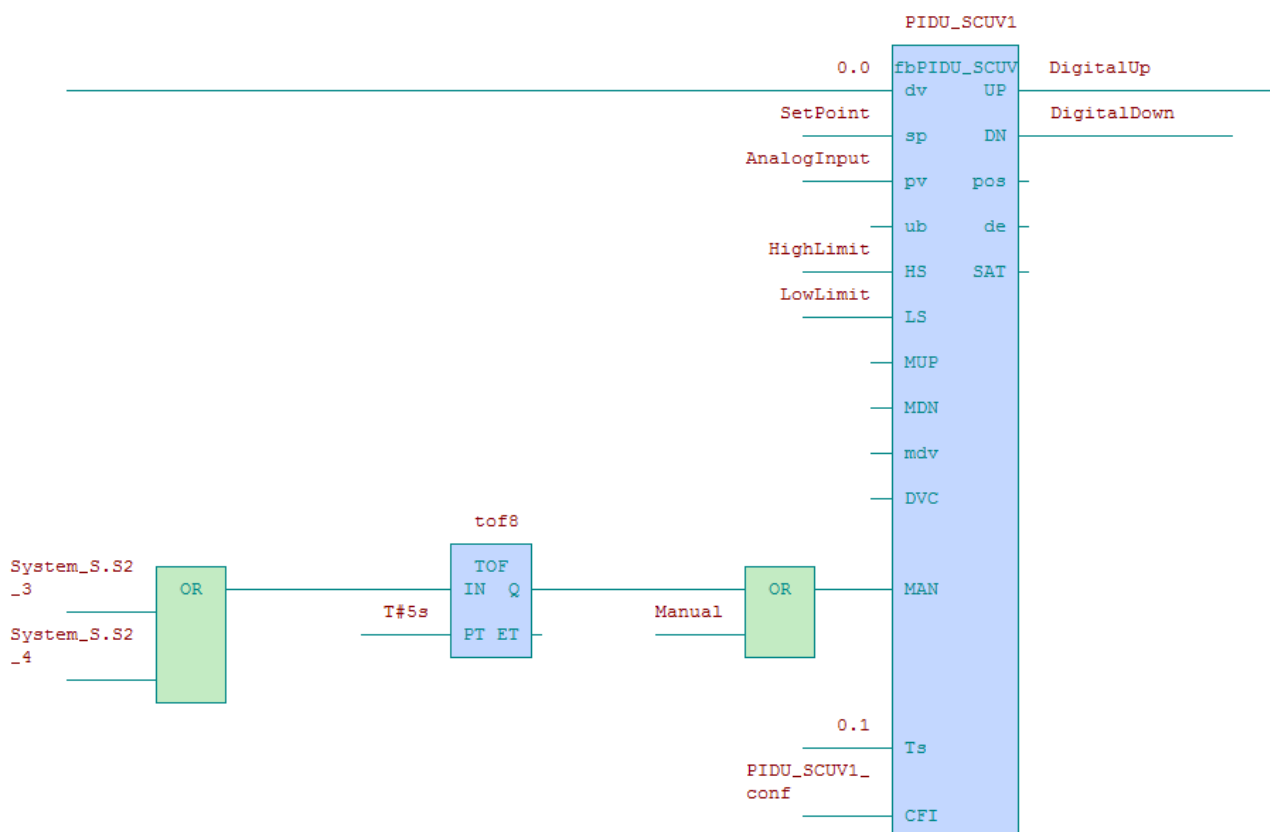 PIDU_SCUV1
0.0 fbPIDU_SCUV DigitalUp
dv UP
SetPoint DigitalDown
sp DN
AnalogInput
pv pos
ub de
HighLimit
HS SAT
LowLimit
LS
MUP
MDN
mdv
DVC
tof8
System_S.S2 TOF
_3 OR IN Q OR MAN
T#5s Manual
System_S.S2 PT ET
_4
0.1
Ts
PIDU_SCUV1_
conf
CFI